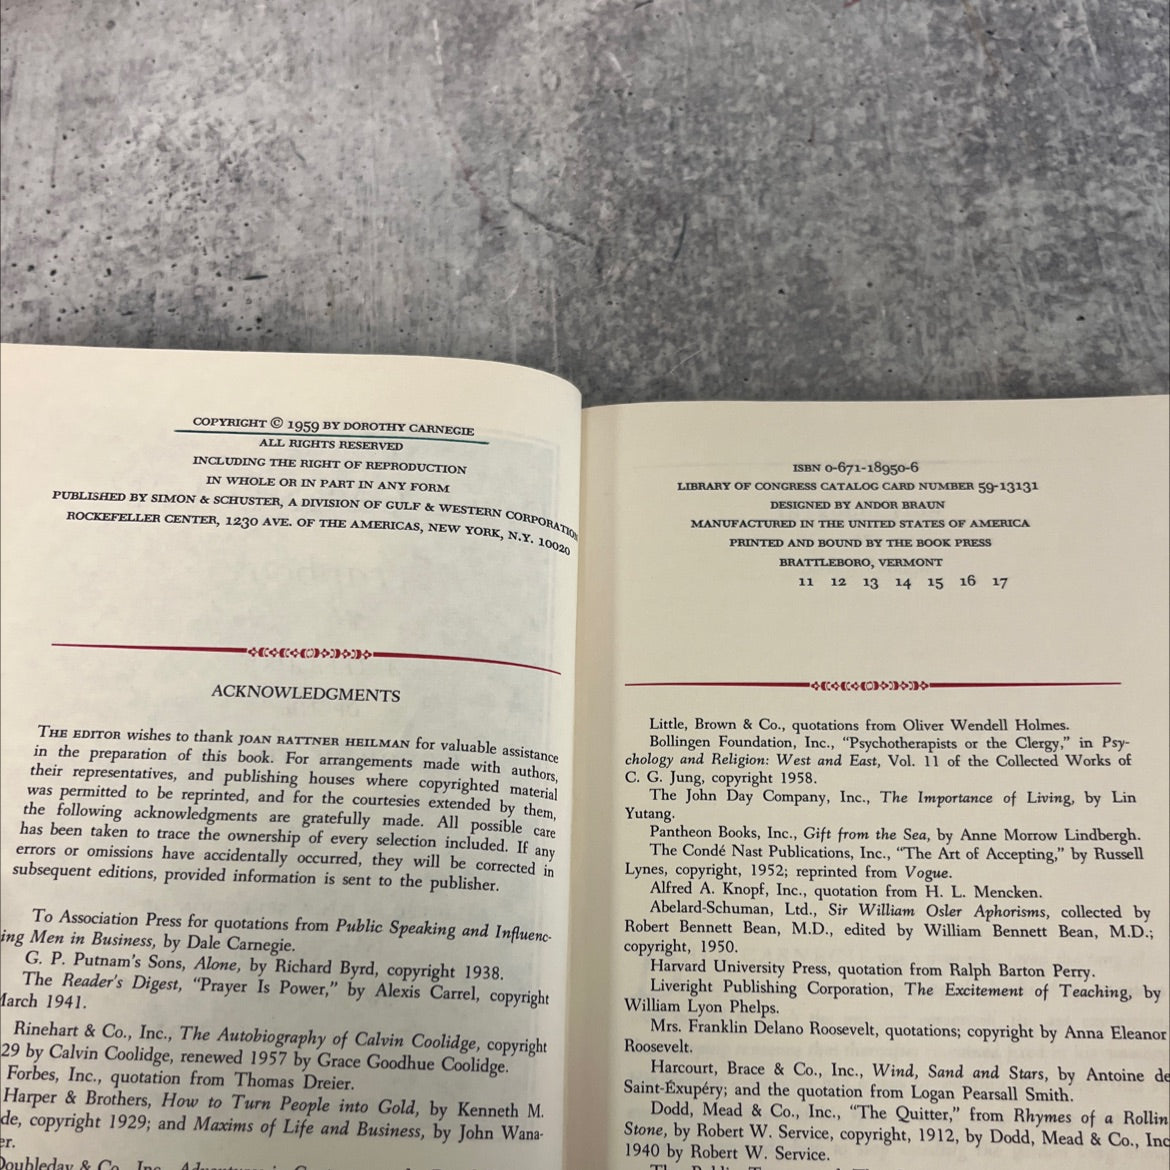 COPYRIGHT © 1959 BY DOROTHY CARNEGIE
ALL RIGHTS RESERVED
INCLUDING THE RIGHT OF REPRODUCTION
IN WHOLE OR IN PART IN ANY FORM
PUBLISHED BY SIMON & SCHUSTER, A DIVISION OF GULF & WESTERN CORPORATION
ROCKEFELLER CENTER, 1230 AVE. OF THE AMERICAS, NEW YORK, N.Y. 10020
ACKNOWLEDGMENTS
THE EDITOR wishes to thank JOAN RATTNER HEILMAN for valuable assistance
in the preparation of this book. For arrangements made with authors,
their representatives, and publishing houses where copyrighted material
was permitted to be reprinted, and for the courtesies extended by them,
the following acknowledgments are gratefully made. All possible care
has been taken to trace the ownership of every selection included. If any
errors or omissions have accidentally occurred, they will be corrected in
subsequent editions, provided information is sent to the publisher.
To Association Press for quotations from Public Speaking and Influenc-
ing Men in Business, by Dale Carnegie.
G. P. Putnam's Sons, Alone, by Richard Byrd, copyright 1938.
The Reader's Digest, "Prayer Is Power," by Alexis Carrel, copyright
March 1941.
Rinehart & Co., Inc., The Autobiography of Calvin Coolidge, copyright
29 by Calvin Coolidge, renewed 1957 by Grace Goodhue Coolidge.
Forbes, Inc., quotation from Thomas Dreier.
Harper & Brothers, How to Turn People into Gold, by Kenneth M.
de, copyright 1929; and Maxims of Life and Business, by John Wana-
er.
Doubleday & Co., Inc.
ISBN 0-671-18950-6
LIBRARY OF CONGRESS CATALOG CARD NUMBER 59-13131
DESIGNED BY ANDOR BRAUN
MANUFACTURED IN THE UNITED STATES OF AMERICA
PRINTED AND BOUND BY THE BOOK PRESS
BRATTLEBORO, VERMONT
11 12 13 14 15 16 17
Little, Brown & Co., quotations from Oliver Wendell Holmes.
Bollingen Foundation, Inc., "Psychotherapists or the Clergy," in Psy-
chology and Religion: West and East, Vol. 11 of the Collected Works of
C. G. Jung, copyright 1958.
The John Day Company, Inc., The Importance of Living, by Lin
Yutang.
Pantheon Books, Inc., Gift from the Sea, by Anne Morrow Lindbergh.
The Condé Nast Publications, Inc., "The Art of Accepting," by Russell
Lynes, copyright, 1952; reprinted from Vogue.
Alfred A. Knopf, Inc., quotation from H. L. Mencken.
Abelard-Schuman, Ltd., Sir William Osler Aphorisms, collected by
Robert Bennett Bean, M.D., edited by William Bennett Bean, M.D.;
copyright, 1950.
Harvard University Press, quotation from Ralph Barton Perry.
Liveright Publishing Corporation, The Excitement of Teaching, by
William Lyon Phelps.
Mrs. Franklin Delano Roosevelt, quotations; copyright by Anna Eleanor
Roosevelt.
Harcourt, Brace & Co., Inc., Wind, Sand and Stars, by Antoine de
Saint-Éxupéry; and the quotation from Logan Pearsall Smith.
Dodd, Mead & Co., Inc., "The Quitter," from Rhymes of a Rollin
Stone, by Robert W. Service, copyright, 1912, by Dodd, Mead & Co., Inc
1940 by Robert W. Service.